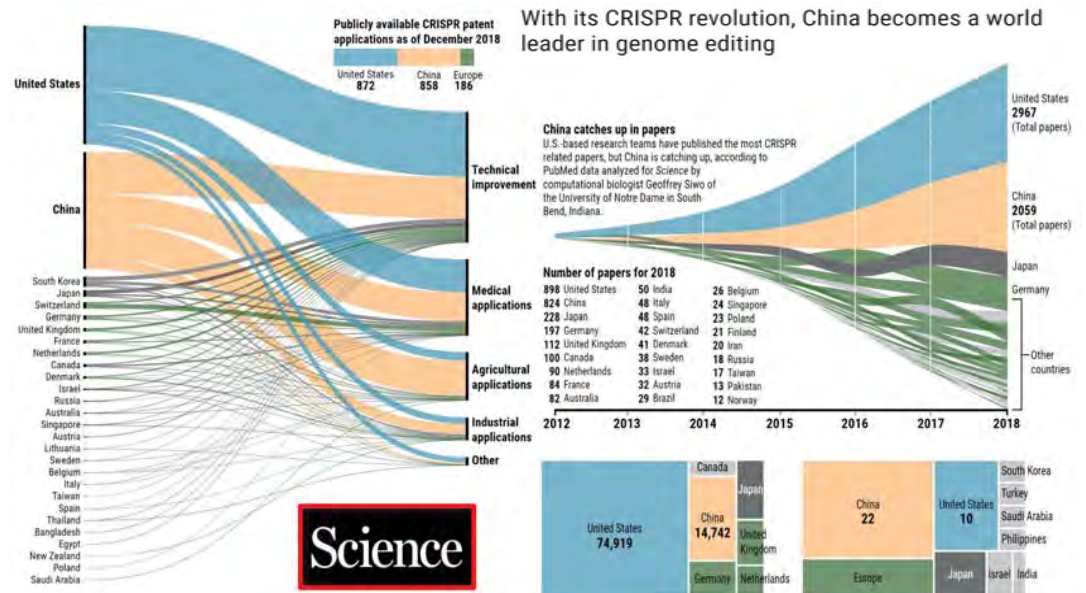 With its CRISPR revolution, China becomes a world
leader in genome editing
Publicly available CRISPR patent
applications as of December 2018
United States
872
China
858
Europe
186
United States
China
South Korea
Japan
Switzerland
Germany
United Kingdom
France
Netherlands
Canada
Denmark
Israel
Russia
Australia
Singapore
Austria
Lithuania
Sweden
Belgium
Italy
Taiwan
Spain
Thailand
Bangladesh
Egypt
New Zealand
Poland
Saudi Arabia
Technical
improvement
Medical
applications
Agricultural
applications
Industrial
applications
Other
Science
China catches up in papers
U.S.-based research teams have published the most CRISPR
related papers, but China is catching up, according to
PubMed data analyzed for Science by
computational biologist Geoffrey Siwo of
the University of Notre Dame in South
Bend, Indiana.
Number of papers for 2018
898 United States
824 China
228 Japan
197 Germany
112 United Kingdom
100 Canada
90 Netherlands
84 France
82 Australia
50 India
48 Italy
48 Spain
42 Switzerland
41 Denmark
38 Sweden
33 Israel
32 Austria
29 Brazil
26 Belgium
24 Singapore
23 Poland
21 Finland
20 Iran
18 Russia
17 Taiwan
13 Pakistan
12 Norway
United States
2967
(Total papers)
China
2059
(Total papers)
Japan
Germany
Other
countries
2012 2013 2014 2015 2016 2017 2018
United States
74,919
Canada
China
14,742
Germany
Japan
United
Kingdom
Netherlands
China
22
Europe
United States
10
Japan
South Korea
Turkey
Saudi Arabia
Philippines
Israel
India